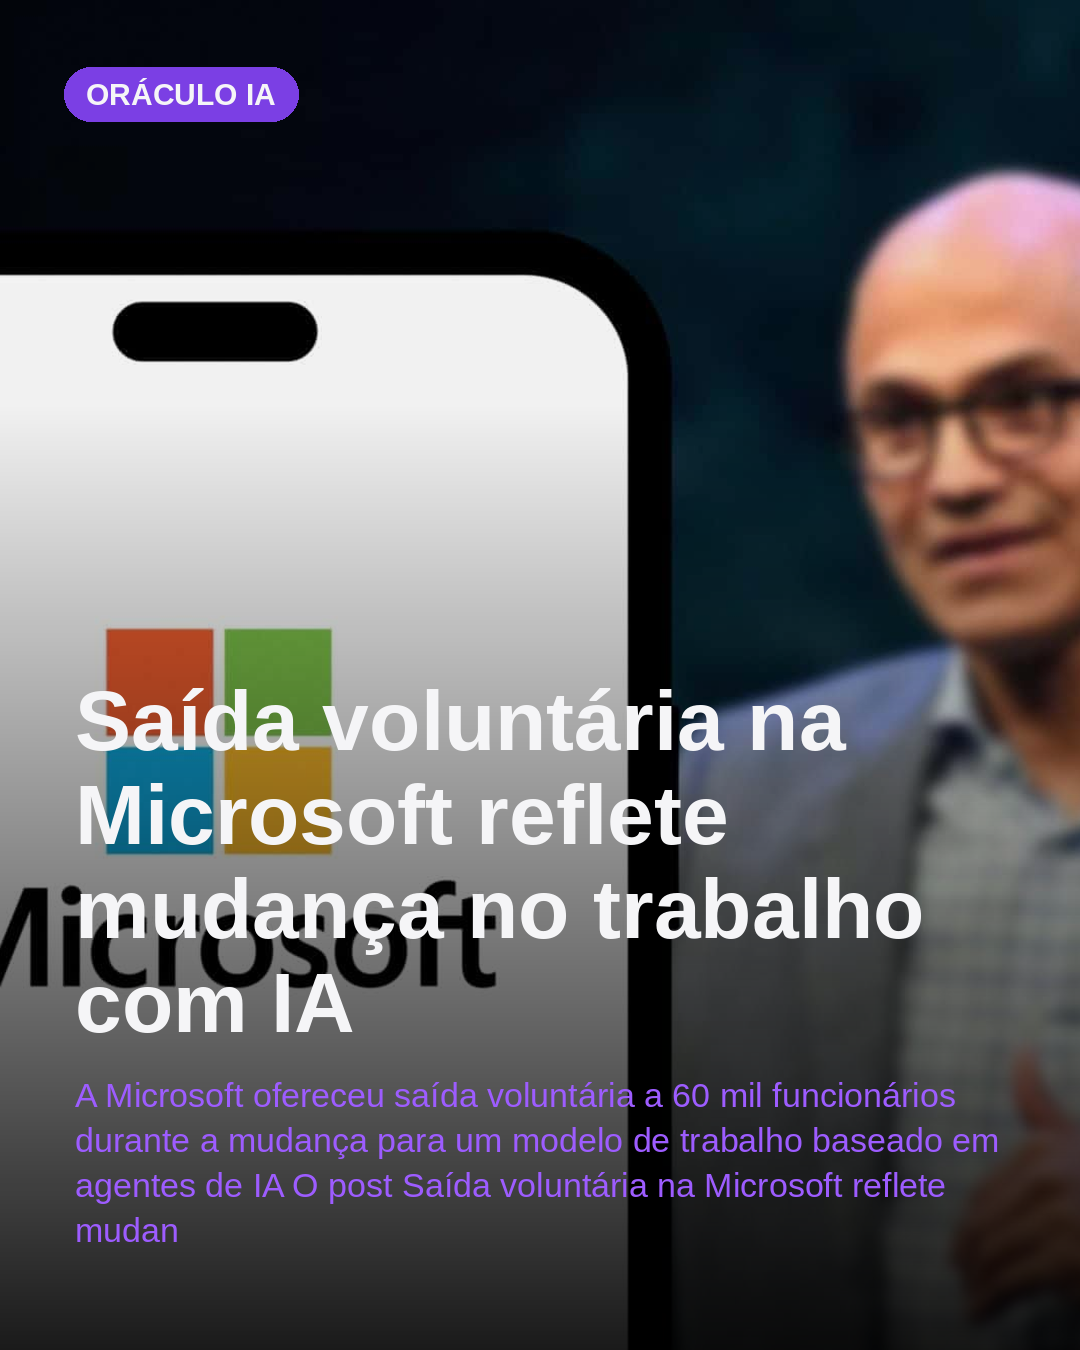 ORÁCULO IA
Saída voluntária na
Microsoft reflete
mudança no trabalho
com IA
Microsoft
A Microsoft ofereceu saída voluntária a 60 mil funcionários
durante a mudança para um modelo de trabalho baseado em
agentes de IA O post Saída voluntária na Microsoft reflete
mudan